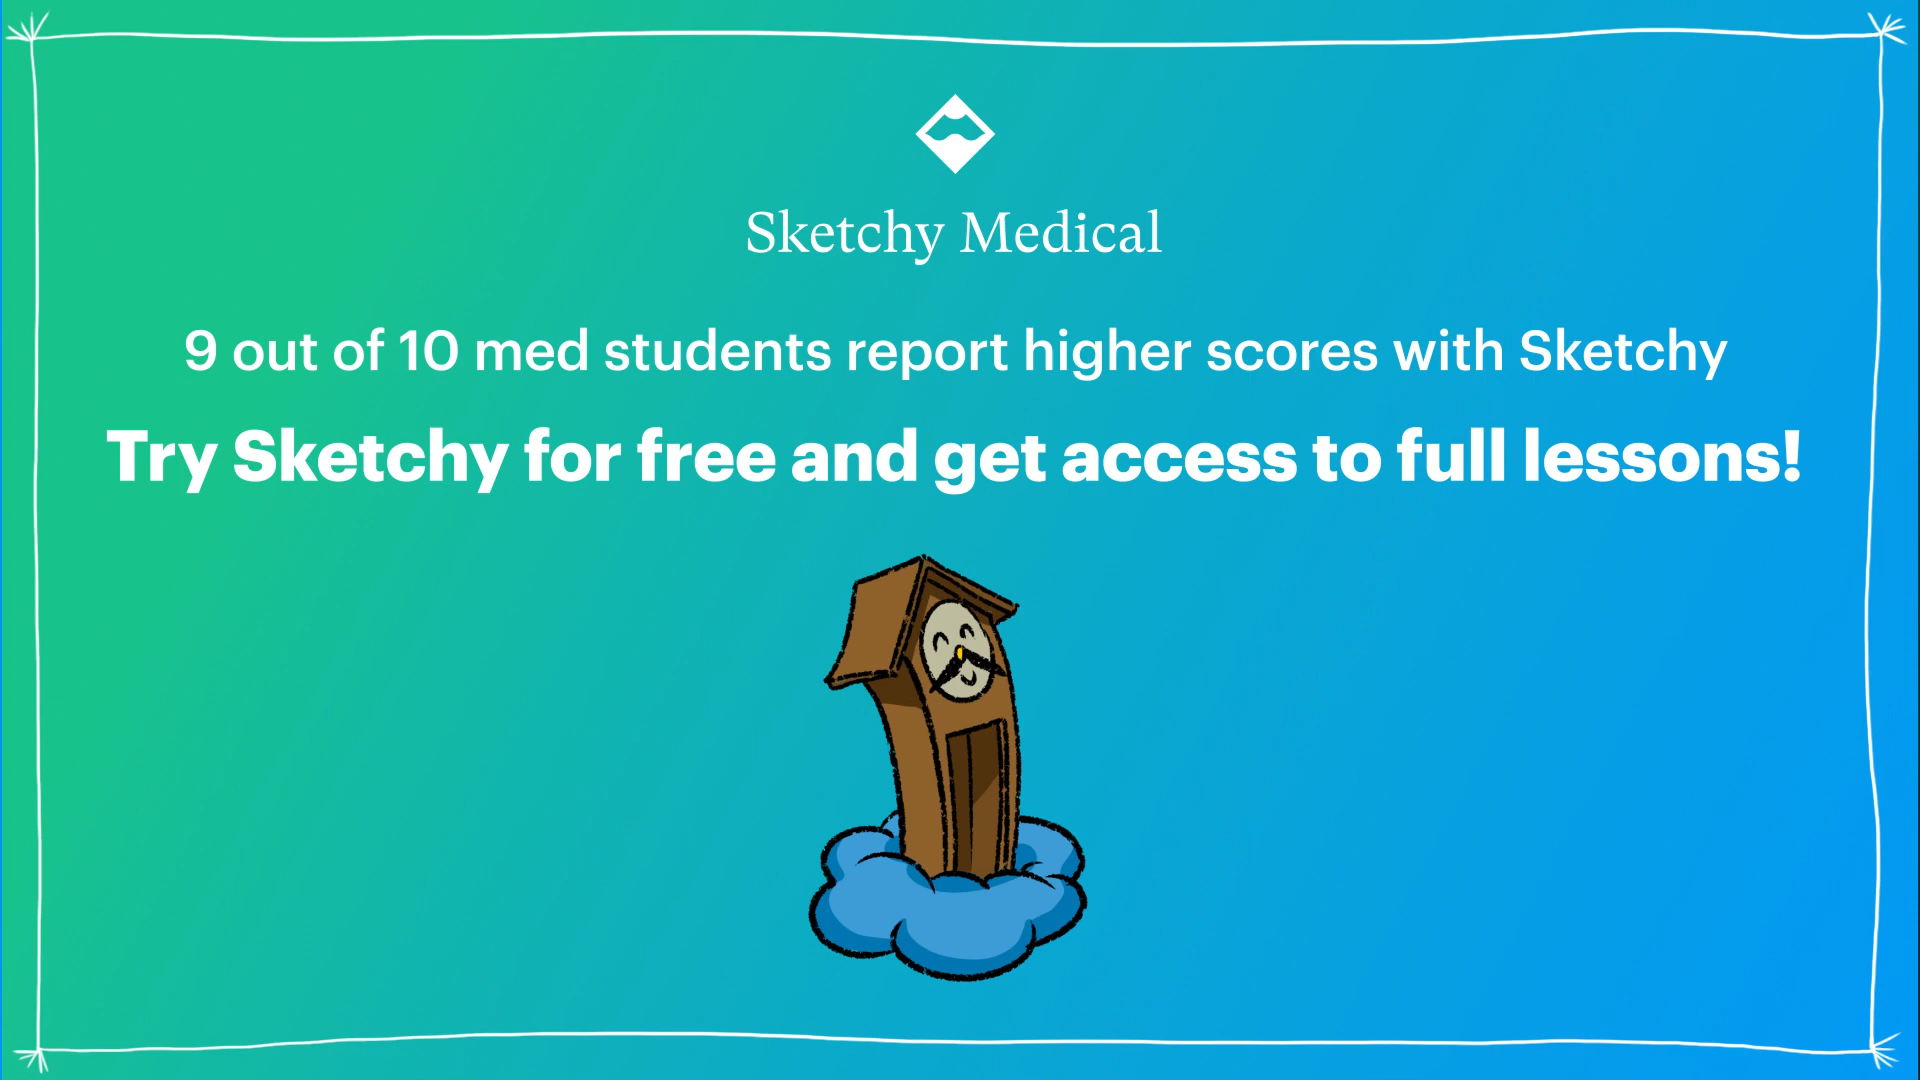 Sketchy Medical
9 out of 10 med students report higher scores with Sketchy
Try Sketchy for free and get access to full lessons!